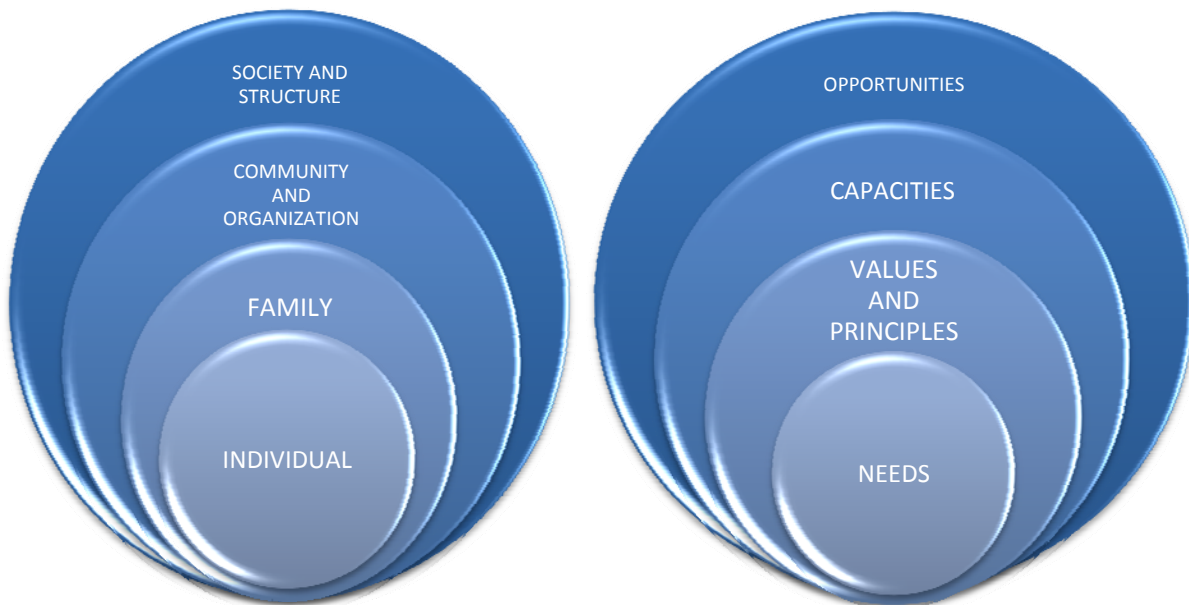 SOCIETY AND
STRUCTURE
COMMUNITY
AND
ORGANIZATION
FAMILY
INDIVIDUAL
OPPORTUNITIES
CAPACITIES
VALUES
AND
PRINCIPLES
NEEDS